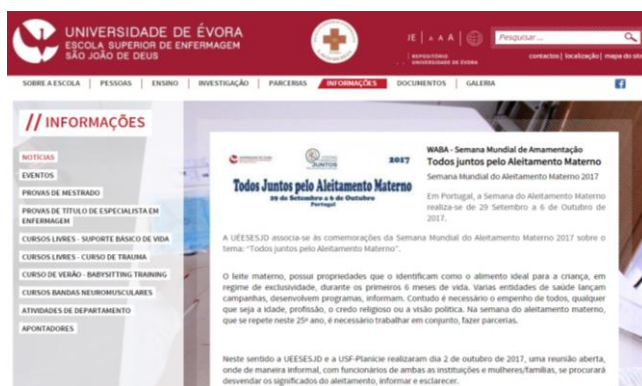 UNIVERSIDADE DE ÉVORA
ESCOLA SUPERIOR DE ENFERMAGEM
SÃO JOÃO DE DEUS
JE | A A A |
Pesquisar ...
REPOSITÓRIO
UNIVERSIDADE DE ÉVORA
contactos | localização | mapa do site
SOBRE A ESCOLA | PESSOAS | ENSINO | INVESTIGAÇÃO | PARCERIAS INFORMAÇÕES DOCUMENTOS | GALERIA
// INFORMAÇÕES
NOTÍCIAS
EVENTOS
PROVAS DE MESTRADO
PROVAS DE TÍTULO DE ESPECIALISTA EM
ENFERMAGEM
CURSOS LIVRES - SUPORTE BÁSICO DE VIDA
CURSOS LIVRES - CURSO DE TRAUMA
CURSO DE VERÃO - BABYSITTING TRAINING
CURSOS BANDAS NEUROMUSCULARES
ATIVIDADES DE DEPARTAMENTO
APONTADORES
JUNTOS
2017
Todos Juntos pelo Aleitamento Materno
29 de Setembro a 6 de Outubro
Portugal
WABA - Semana Mundial de Amamentação
Todos juntos pelo Aleitamento Materno
Semana Mundial do Aleitamento Materno 2017
Em Portugal, a Semana do Aleitamento Materno
realiza-se de 29 Setembro a 6 de Outubro de
2017.
A UÉESESJD associa-se às comemorações da Semana Mundial do Aleitamento Materno 2017 sobre o
tema: "Todos juntos pelo Aleitamento Materno".
O leite materno, possui propriedades que o identificam como o alimento ideal para a criança, em
regime de exclusividade, durante os primeiros 6 meses de vida. Varias entidades de saúde lançam
campanhas, desenvolvem programas, informam. Contudo é necessário o empenho de todos, qualquer
que seja a idade, profissão, o credo religioso ou a visão politica. Na semana do aleitamento materno,
que se repete neste 25º ano, é necessário trabalhar em conjunto, fazer parcerias.
Neste sentido a UEESESJD e a USF-Planicie realizaram dia 2 de outubro de 2017, uma reunião aberta,
onde de maneira informal, com funcionários de ambas as instituições e mulheres/famílias, se procurará
desvendar os significados do aleitamento, informar e esclarecer.